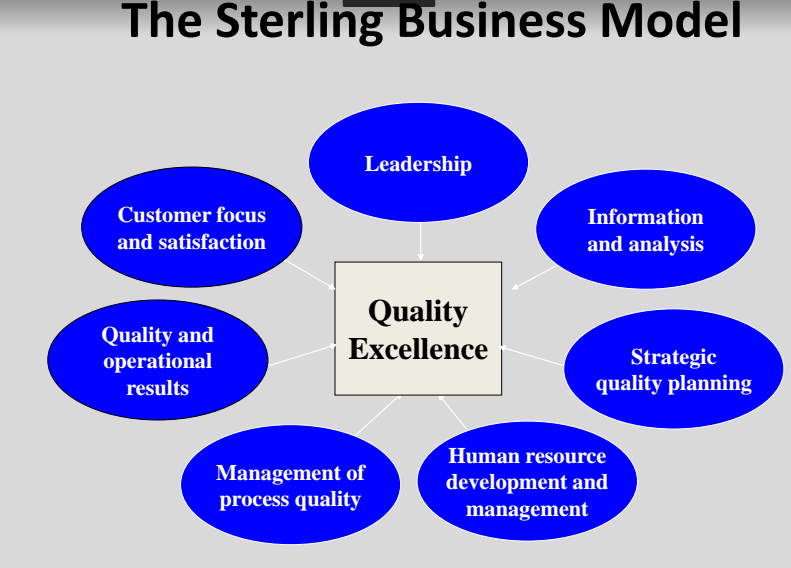 The Sterling Business Model
Leadership
Customer focus
and satisfaction
Information
and analysis
Quality
Excellence
Quality and
operational
results
Strategic
quality planning
Management of
process quality
Human resource
development and
management